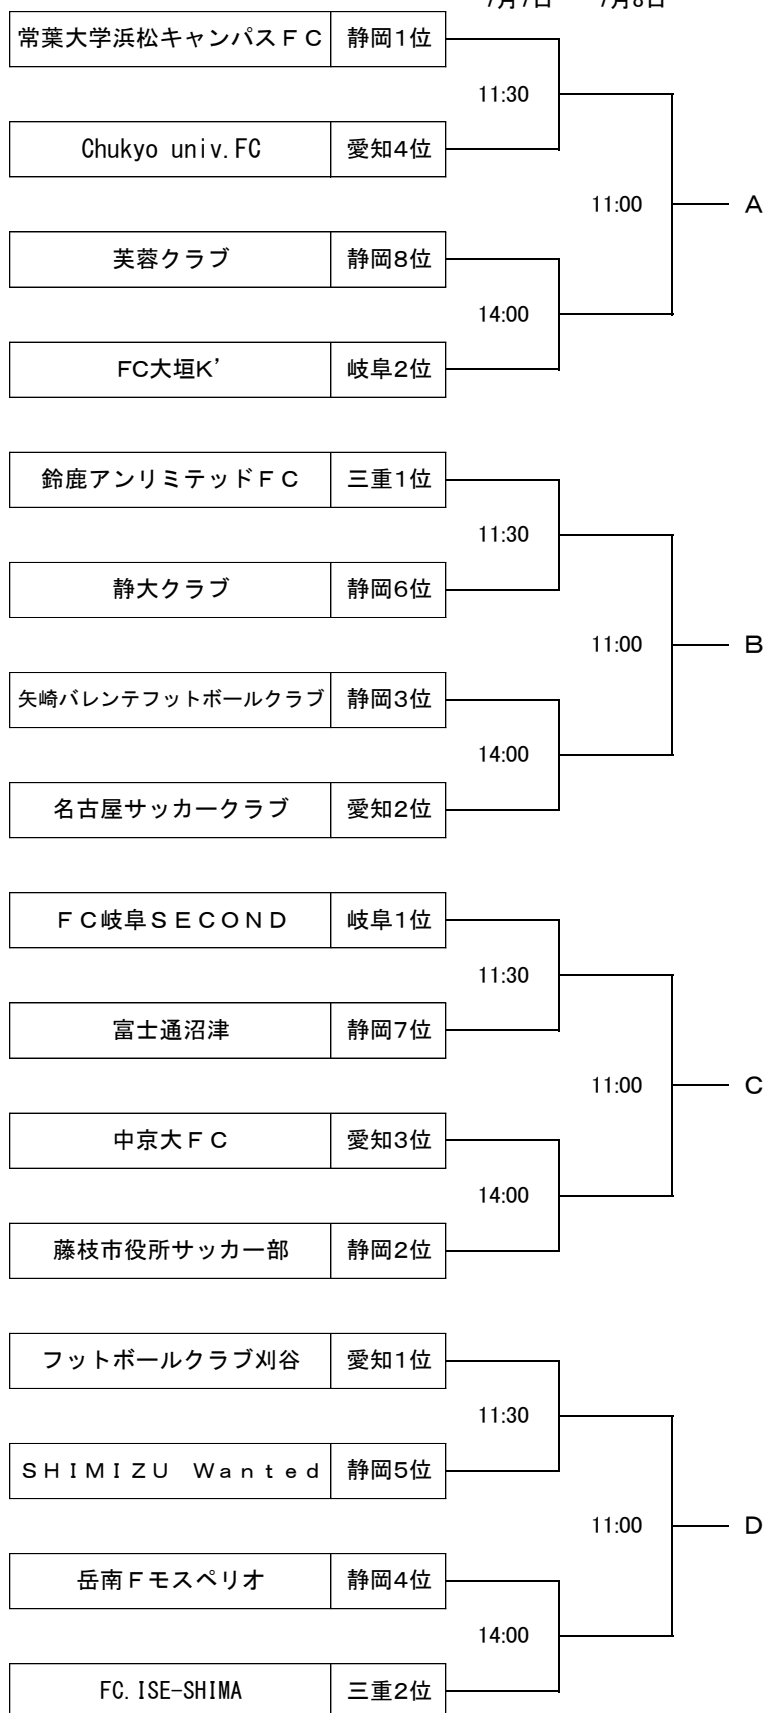 7月7日 7月8日
常葉大学浜松キャンパスＦＣ 静岡1位
11:30
Chukyo univ.FC 愛知4位
11:00 A
芙蓉クラブ 静岡8位
14:00
FC大垣K’ 岐阜2位
鈴鹿アンリミテッドＦＣ 三重1位
11:30
静大クラブ 静岡6位
11:00 B
矢崎バレンテフットボールクラブ 静岡3位
14:00
名古屋サッカークラブ 愛知2位
ＦＣ岐阜ＳＥＣＯＮＤ 岐阜1位
11:30
富士通沼津 静岡7位
11:00 C
中京大ＦＣ 愛知3位
14:00
藤枝市役所サッカー部 静岡2位
フットボールクラブ刈谷 愛知1位
11:30
ＳＨＩＭＩＺＵ　Ｗａｎｔｅｄ 静岡5位
11:00 D
岳南Ｆモスペリオ 静岡4位
14:00
FC.ISE-SHIMA 三重2位